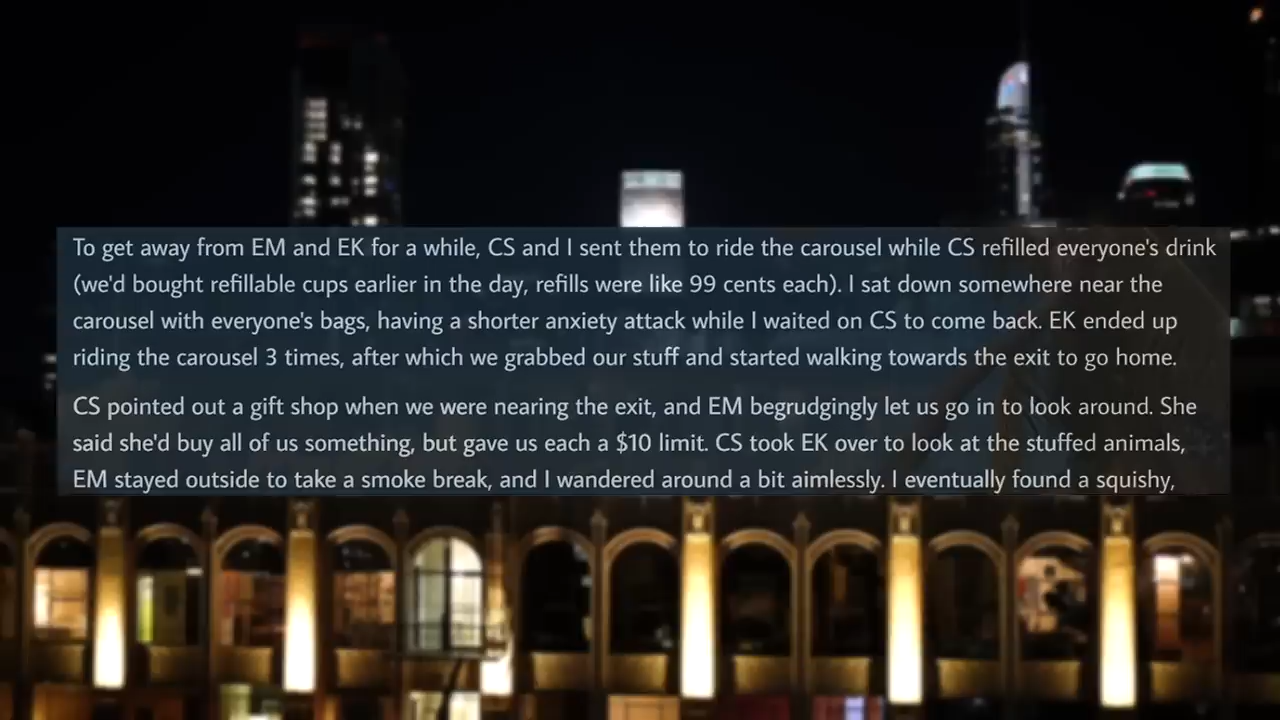 To get away from EM and EK for a while, CS and I sent them to ride the carousel while CS refilled everyone's drink
(we'd bought refillable cups earlier in the day, refills were like 99 cents each). I sat down somewhere near the
carousel with everyone's bags, having a shorter anxiety attack while I waited on CS to come back. EK ended up
riding the carousel 3 times, after which we grabbed our stuff and started walking towards the exit to go home.
CS pointed out a gift shop when we were nearing the exit, and EM begrudgingly let us go in to look around. She
said she'd buy all of us something, but gave us each a $10 limit. CS took EK over to look at the stuffed animals,
EM stayed outside to take a smoke break, and I wandered around a bit aimlessly. I eventually found a squishy,